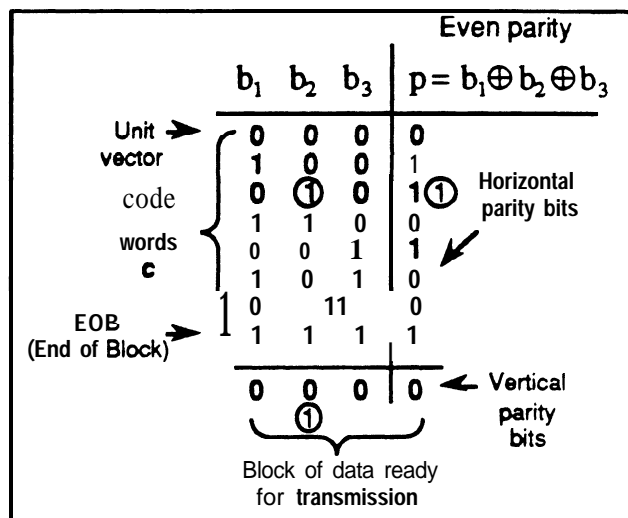 Even parity
b₁ b₂ b₃ p = b₁⊕b₂⊕b₃
Unit vector 0 0 0 0
1 0 0 1
code 0 ① 0 1 ①
1 1 0 0
words 0 0 1 1
c 1 0 1 0
1 0 11 0
EOB (End of Block) 1 1 1 1
Horizontal parity bits
0 0 0 0
①
Vertical parity bits
Block of data ready
for transmission